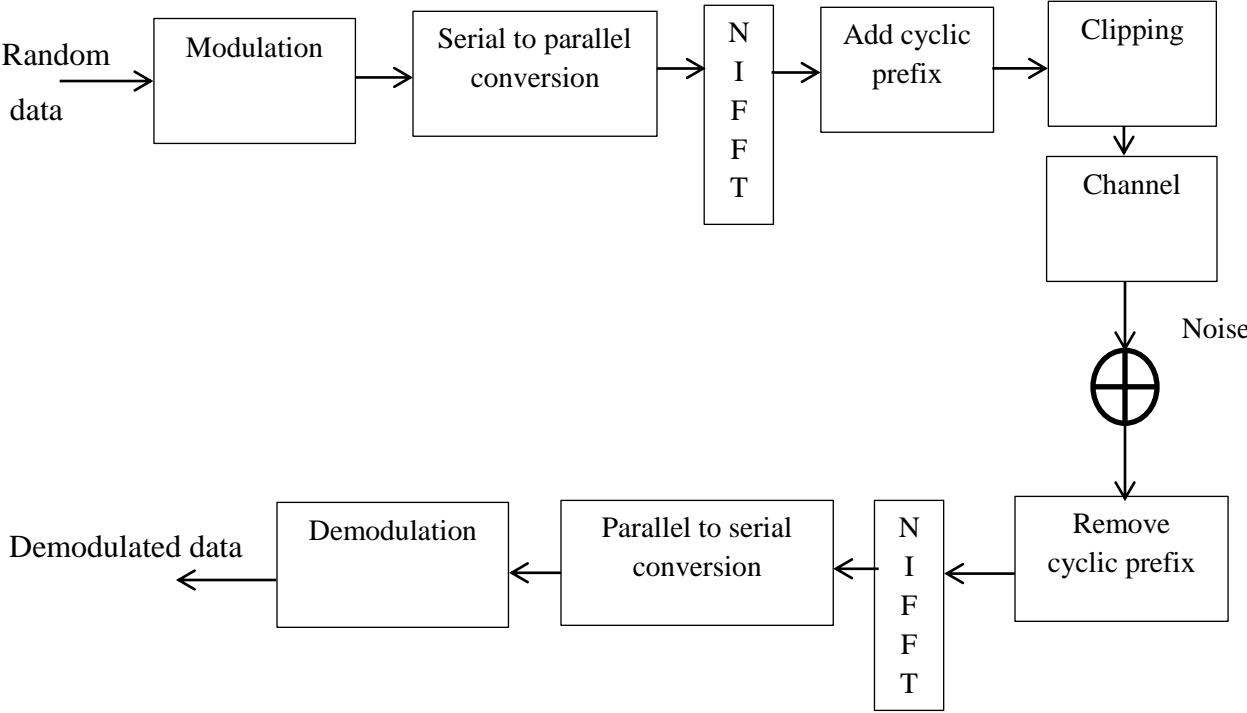 Random
data
Modulation
Serial to parallel
conversion
N
I
F
F
T
Add cyclic
prefix
Clipping
Channel
Noise
Remove
cyclic prefix
N
I
F
F
T
Parallel to serial
conversion
Demodulation
Demodulated data